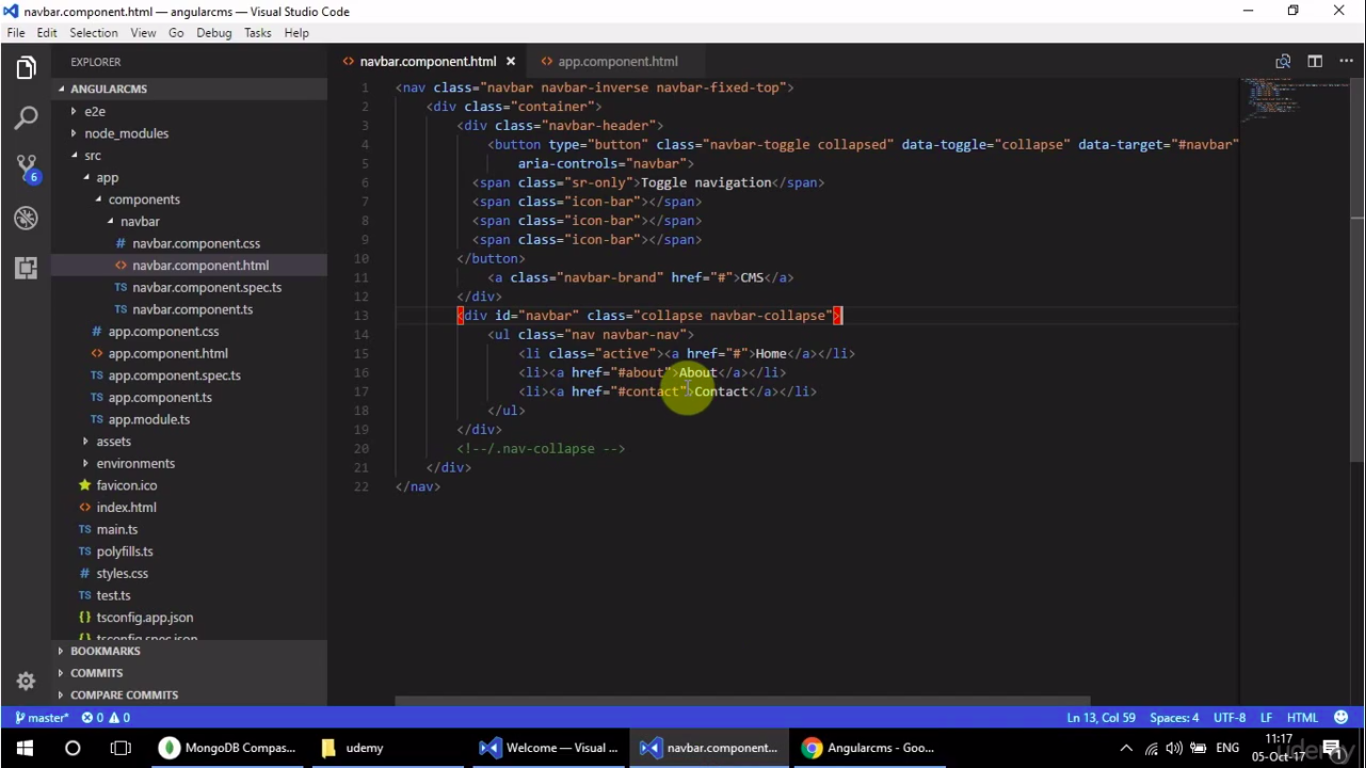 navbar.component.html — angularcms — Visual Studio Code
File Edit Selection View Go Debug Tasks Help
EXPLORER
ANGULARCMS
e2e
node_modules
src
app
components
navbar
# navbar.component.css
<> navbar.component.html
TS navbar.component.spec.ts
TS navbar.component.ts
# app.component.css
<> app.component.html
TS app.component.spec.ts
TS app.component.ts
TS app.module.ts
assets
environments
favicon.ico
<> index.html
TS main.ts
TS polyfills.ts
# styles.css
TS test.ts
{} tsconfig.app.json
{} tsconfig.spec.json
BOOKMARKS
COMMITS
COMPARE COMMITS
6
<> navbar.component.html <> app.component.html
1 <nav class="navbar navbar-inverse navbar-fixed-top">
2 <div class="container">
3 <div class="navbar-header">
4 <button type="button" class="navbar-toggle collapsed" data-toggle="collapse" data-target="#navbar"
5 aria-controls="navbar">
6 <span class="sr-only">Toggle navigation</span>
7 <span class="icon-bar"></span>
8 <span class="icon-bar"></span>
9 <span class="icon-bar"></span>
10 </button>
11 <a class="navbar-brand" href="#">CMS</a>
12 </div>
13 <div id="navbar" class="collapse navbar-collapse">
14 <ul class="nav navbar-nav">
15 <li class="active"><a href="#">Home</a></li>
16 <li><a href="#about">About</a></li>
17 <li><a href="#contact">Contact</a></li>
18 </ul>
19 </div>
20 <!--/.nav-collapse -->
21 </div>
22 </nav>
master* 0 0 Ln 13, Col 59 Spaces: 4 UTF-8 LF HTML
MongoDB Compas... udemy Welcome — Visual ... navbar.component... Angularcms - Goo... ENG
11:17
05-Oct-17
1
udemy